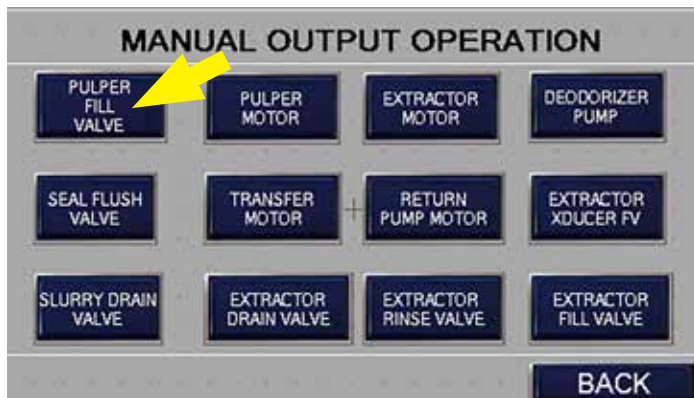 MANUAL OUTPUT OPERATION
PULPER
FILL
VALVE
PULPER
MOTOR
EXTRACTOR
MOTOR
DEODORIZER
PUMP
SEAL FLUSH
VALVE
TRANSFER
MOTOR
RETURN
PUMP MOTOR
EXTRACTOR
XDUCER FV
SLURRY DRAIN
VALVE
EXTRACTOR
DRAIN VALVE
EXTRACTOR
RINSE VALVE
EXTRACTOR
FILL VALVE
BACK